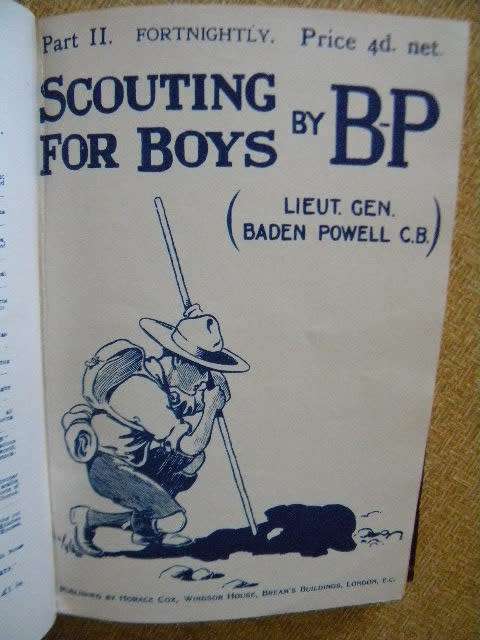 Part II. FORTNIGHTLY. Price 4d. net.
SCOUTING
FOR BOYS
BY B-P
(LIEUT. GEN.
BADEN POWELL C.B.)
PUBLISHED BY HORACE COX, WINDSOR HOUSE, BREAM'S BUILDINGS, LONDON, E.C.